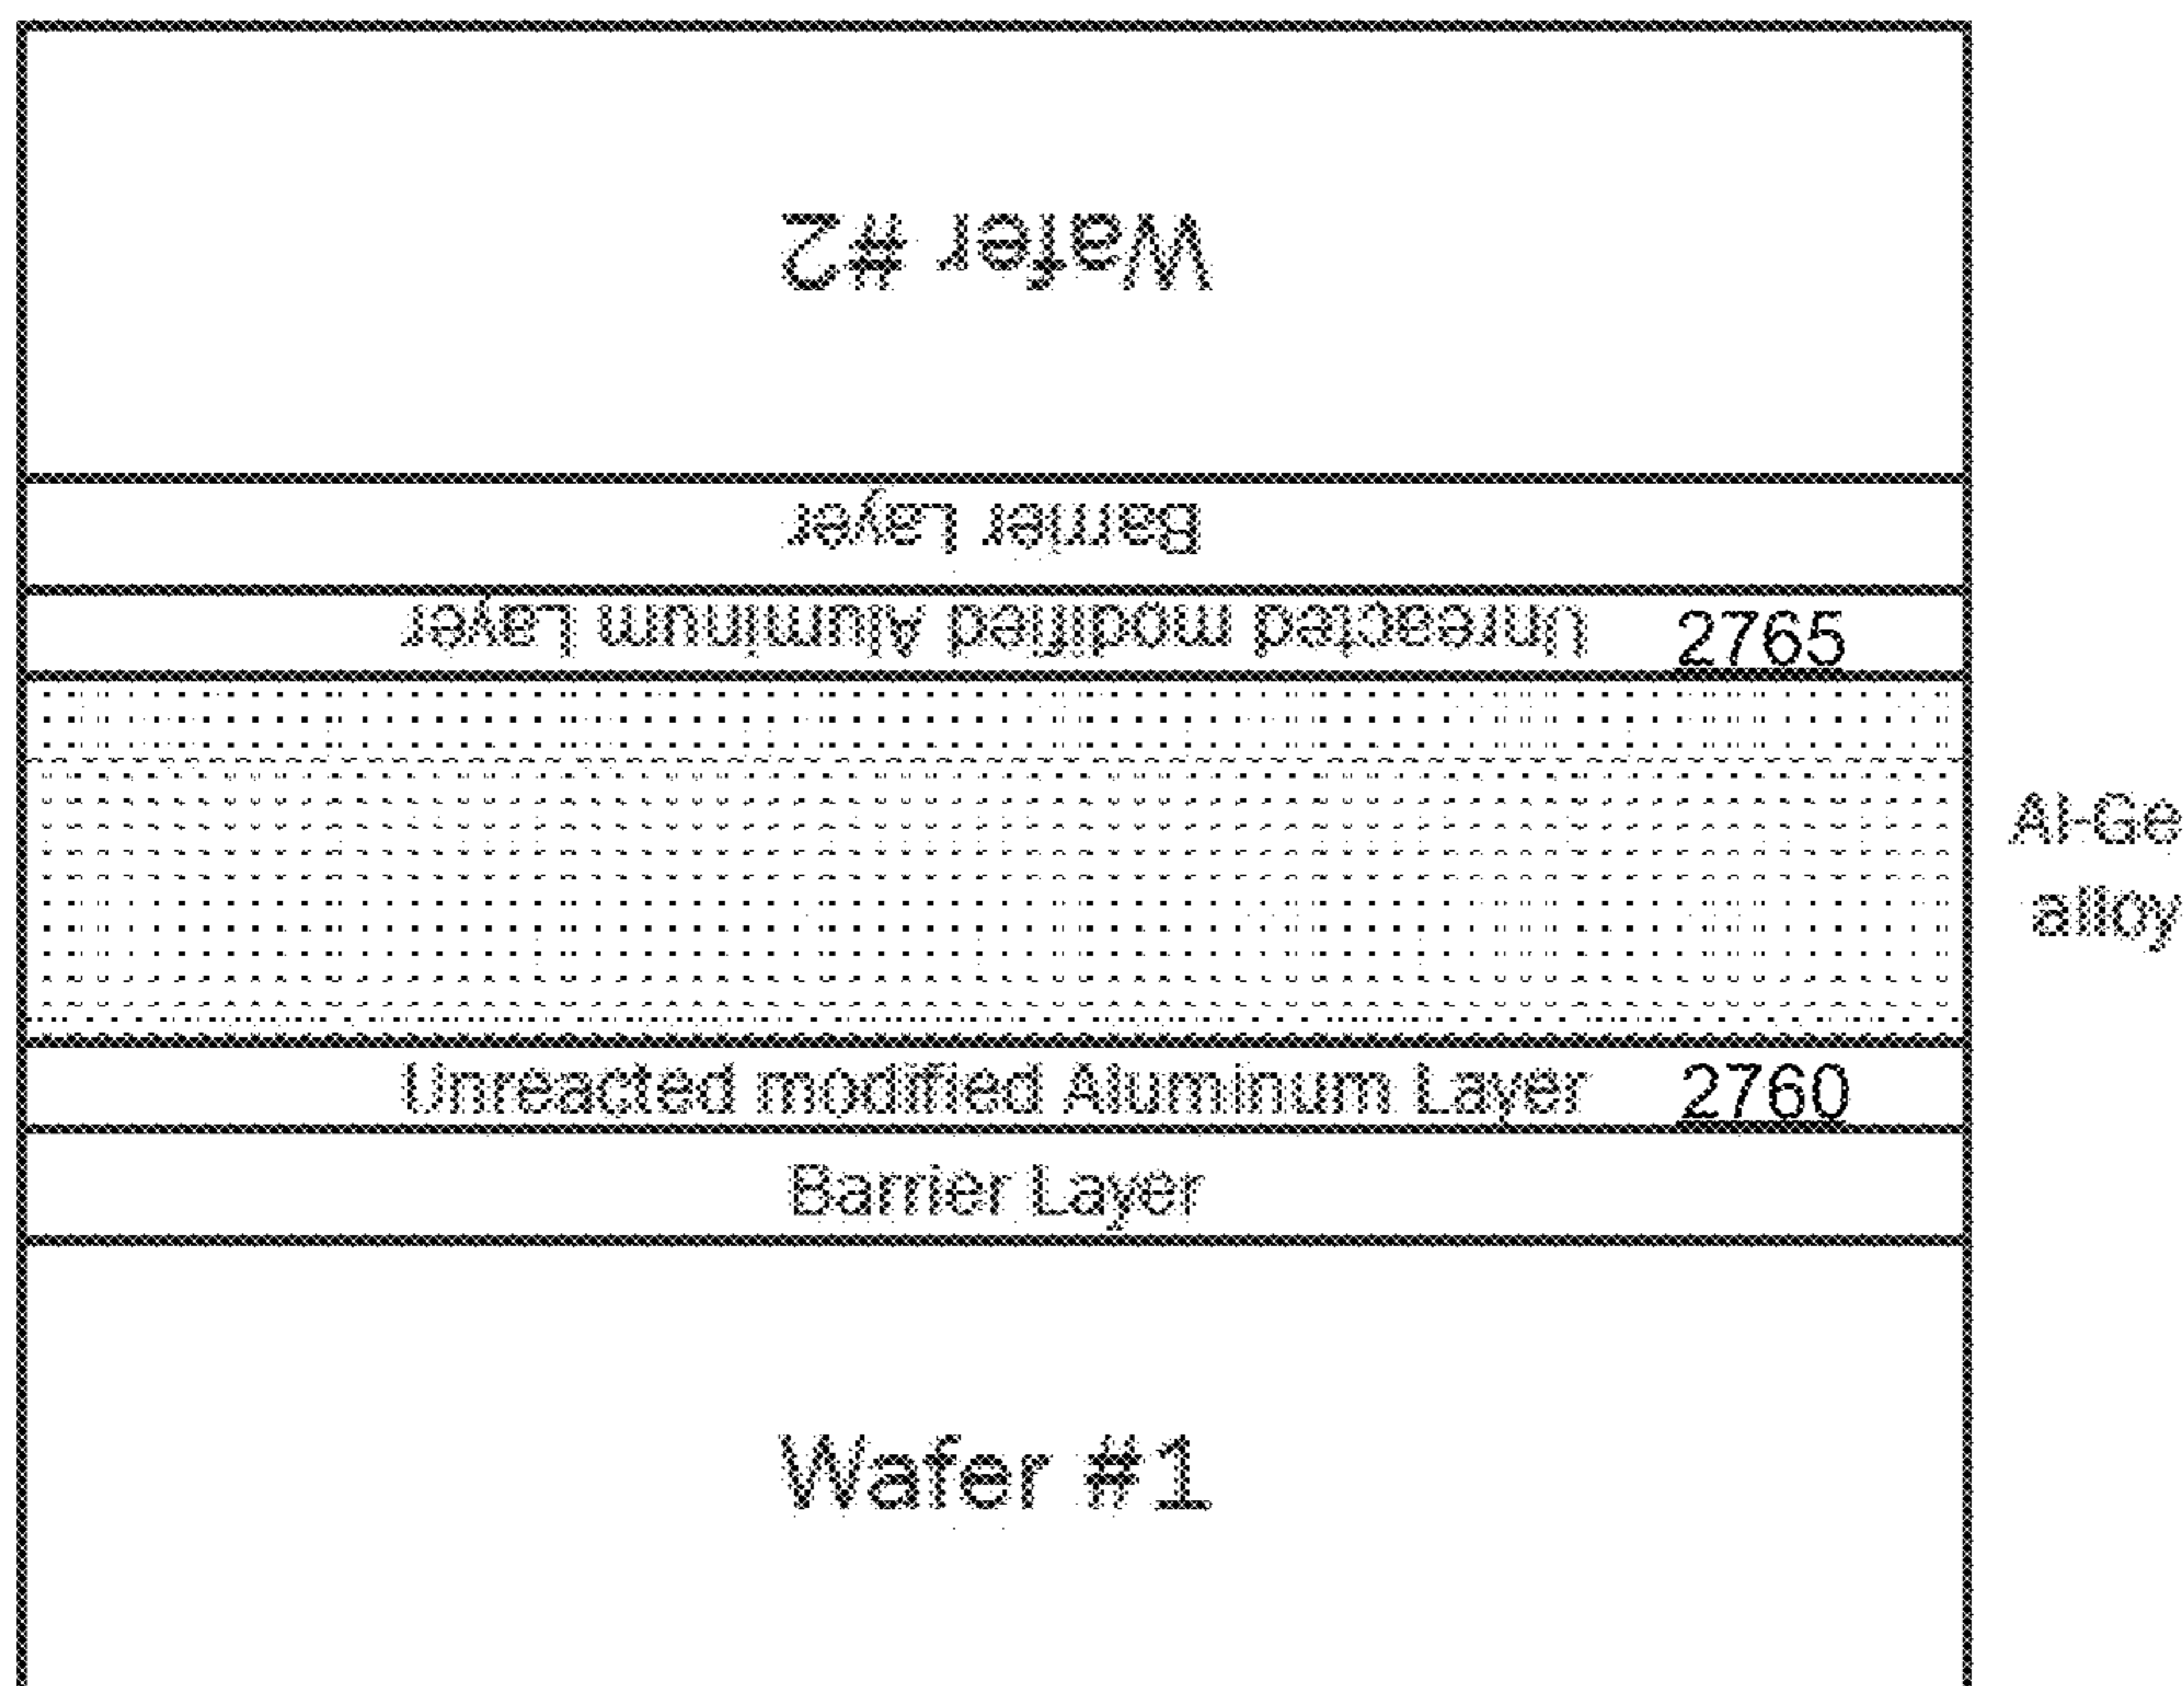 Wafer #2
Barrier Layer
Unreacted modified Aluminum Layer 2765
Al-Ge
alloy
Unreacted modified Aluminum Layer 2760
Barrier Layer
Wafer #1